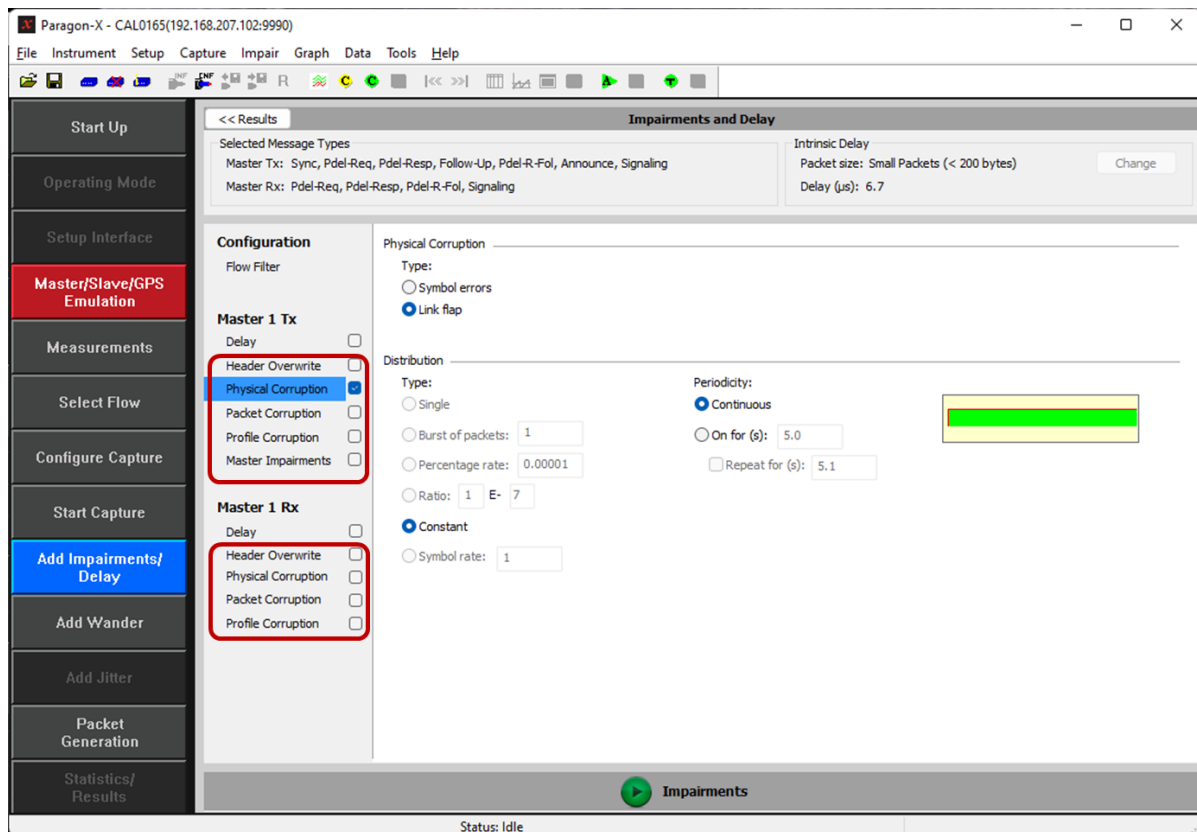 Paragon-X - CAL0165(192.168.207.102:9990)
File Instrument Setup Capture Impair Graph Data Tools Help
Start Up
Operating Mode
Setup Interface
Master/Slave/GPS
Emulation
Measurements
Select Flow
Configure Capture
Start Capture
Add Impairments/
Delay
Add Wander
Add Jitter
Packet
Generation
Statistics/
Results
<< Results
Impairments and Delay
Selected Message Types
Master Tx: Sync, Pdel-Req, Pdel-Resp, Follow-Up, Pdel-R-Fol, Announce, Signaling
Master Rx: Pdel-Req, Pdel-Resp, Pdel-R-Fol, Signaling
Intrinsic Delay
Packet size: Small Packets (< 200 bytes)
Delay (µs): 6.7
Change
Configuration
Flow Filter
Master 1 Tx
Delay
Header Overwrite
Physical Corruption
Packet Corruption
Profile Corruption
Master Impairments
Master 1 Rx
Delay
Header Overwrite
Physical Corruption
Packet Corruption
Profile Corruption
Physical Corruption
Type:
Symbol errors
Link flap
Distribution
Type:
Single
Burst of packets: 1
Percentage rate: 0.00001
Ratio: 1 E- 7
Constant
Symbol rate: 1
Periodicity:
Continuous
On for (s): 5.0
Repeat for (s): 5.1
Impairments
Status: Idle